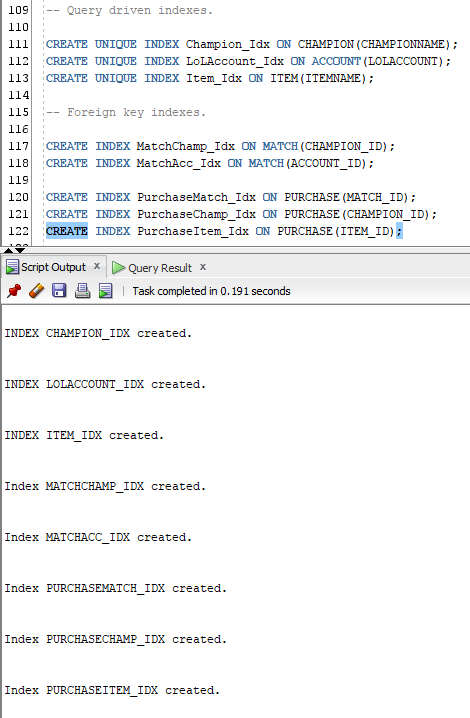 109 -- Query driven indexes.
110
111 CREATE UNIQUE INDEX Champion_Idx ON CHAMPION(CHAMPIONNAME);
112 CREATE UNIQUE INDEX LoLAccount_Idx ON ACCOUNT(LOLACCOUNT);
113 CREATE UNIQUE INDEX Item_Idx ON ITEM(ITEMNAME);
114
115 -- Foreign key indexes.
116
117 CREATE INDEX MatchChamp_Idx ON MATCH(CHAMPION_ID);
118 CREATE INDEX MatchAcc_Idx ON MATCH(ACCOUNT_ID);
119
120 CREATE INDEX PurchaseMatch_Idx ON PURCHASE(MATCH_ID);
121 CREATE INDEX PurchaseChamp_Idx ON PURCHASE(CHAMPION_ID);
122 CREATE INDEX PurchaseItem_Idx ON PURCHASE(ITEM_ID);
Script Output x Query Result x
Task completed in 0.191 seconds
INDEX CHAMPION_IDX created.
INDEX LOLACCOUNT_IDX created.
INDEX ITEM_IDX created.
Index MATCHCHAMP_IDX created.
Index MATCHACC_IDX created.
Index PURCHASEMATCH_IDX created.
Index PURCHASECHAMP_IDX created.
Index PURCHASEITEM_IDX created.